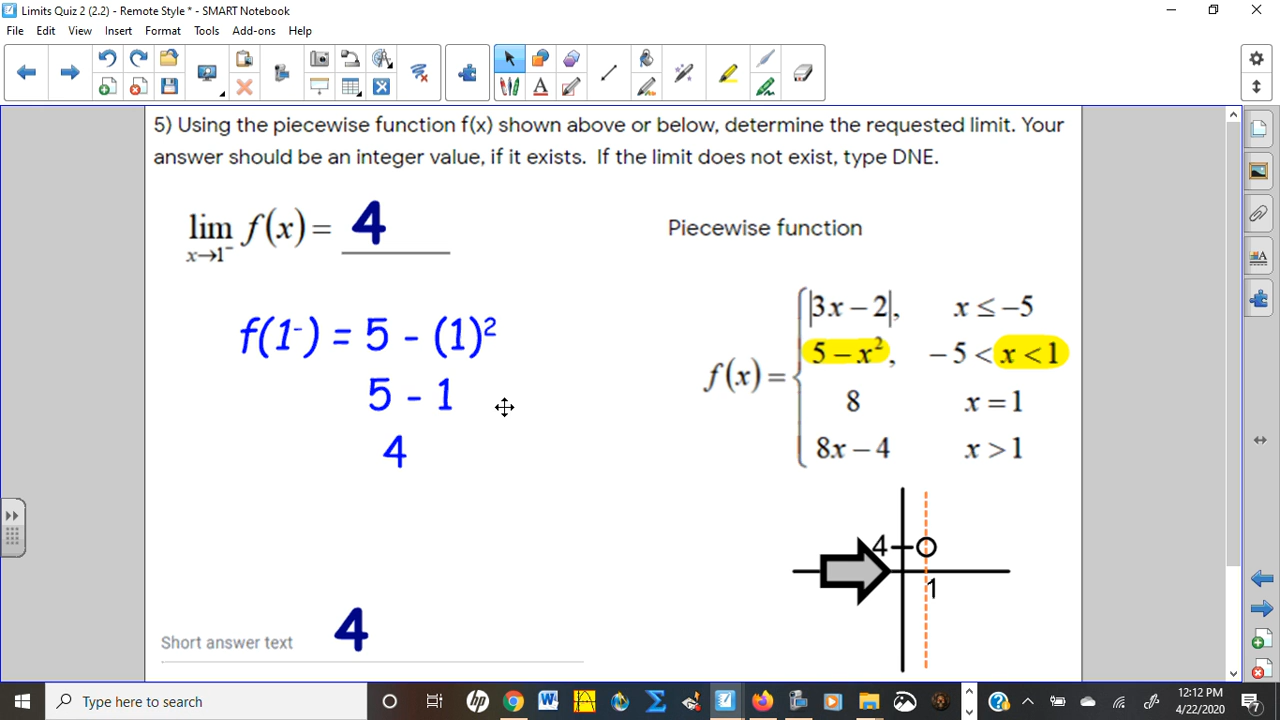 Limits Quiz 2 (2.2) - Remote Style * - SMART Notebook
File Edit View Insert Format Tools Add-ons Help
5) Using the piecewise function f(x) shown above or below, determine the requested limit. Your
answer should be an integer value, if it exists. If the limit does not exist, type DNE.
lim f(x) = 4
x→1⁻
Piecewise function
f(1⁻) = 5 - (1)²
5 - 1
4
|3x − 2|, x ≤ −5
5 − x², −5 < x < 1
f(x) =
8 x = 1
8x − 4 x > 1
4
1
Short answer text 4
Type here to search
12:12 PM
4/22/2020
7